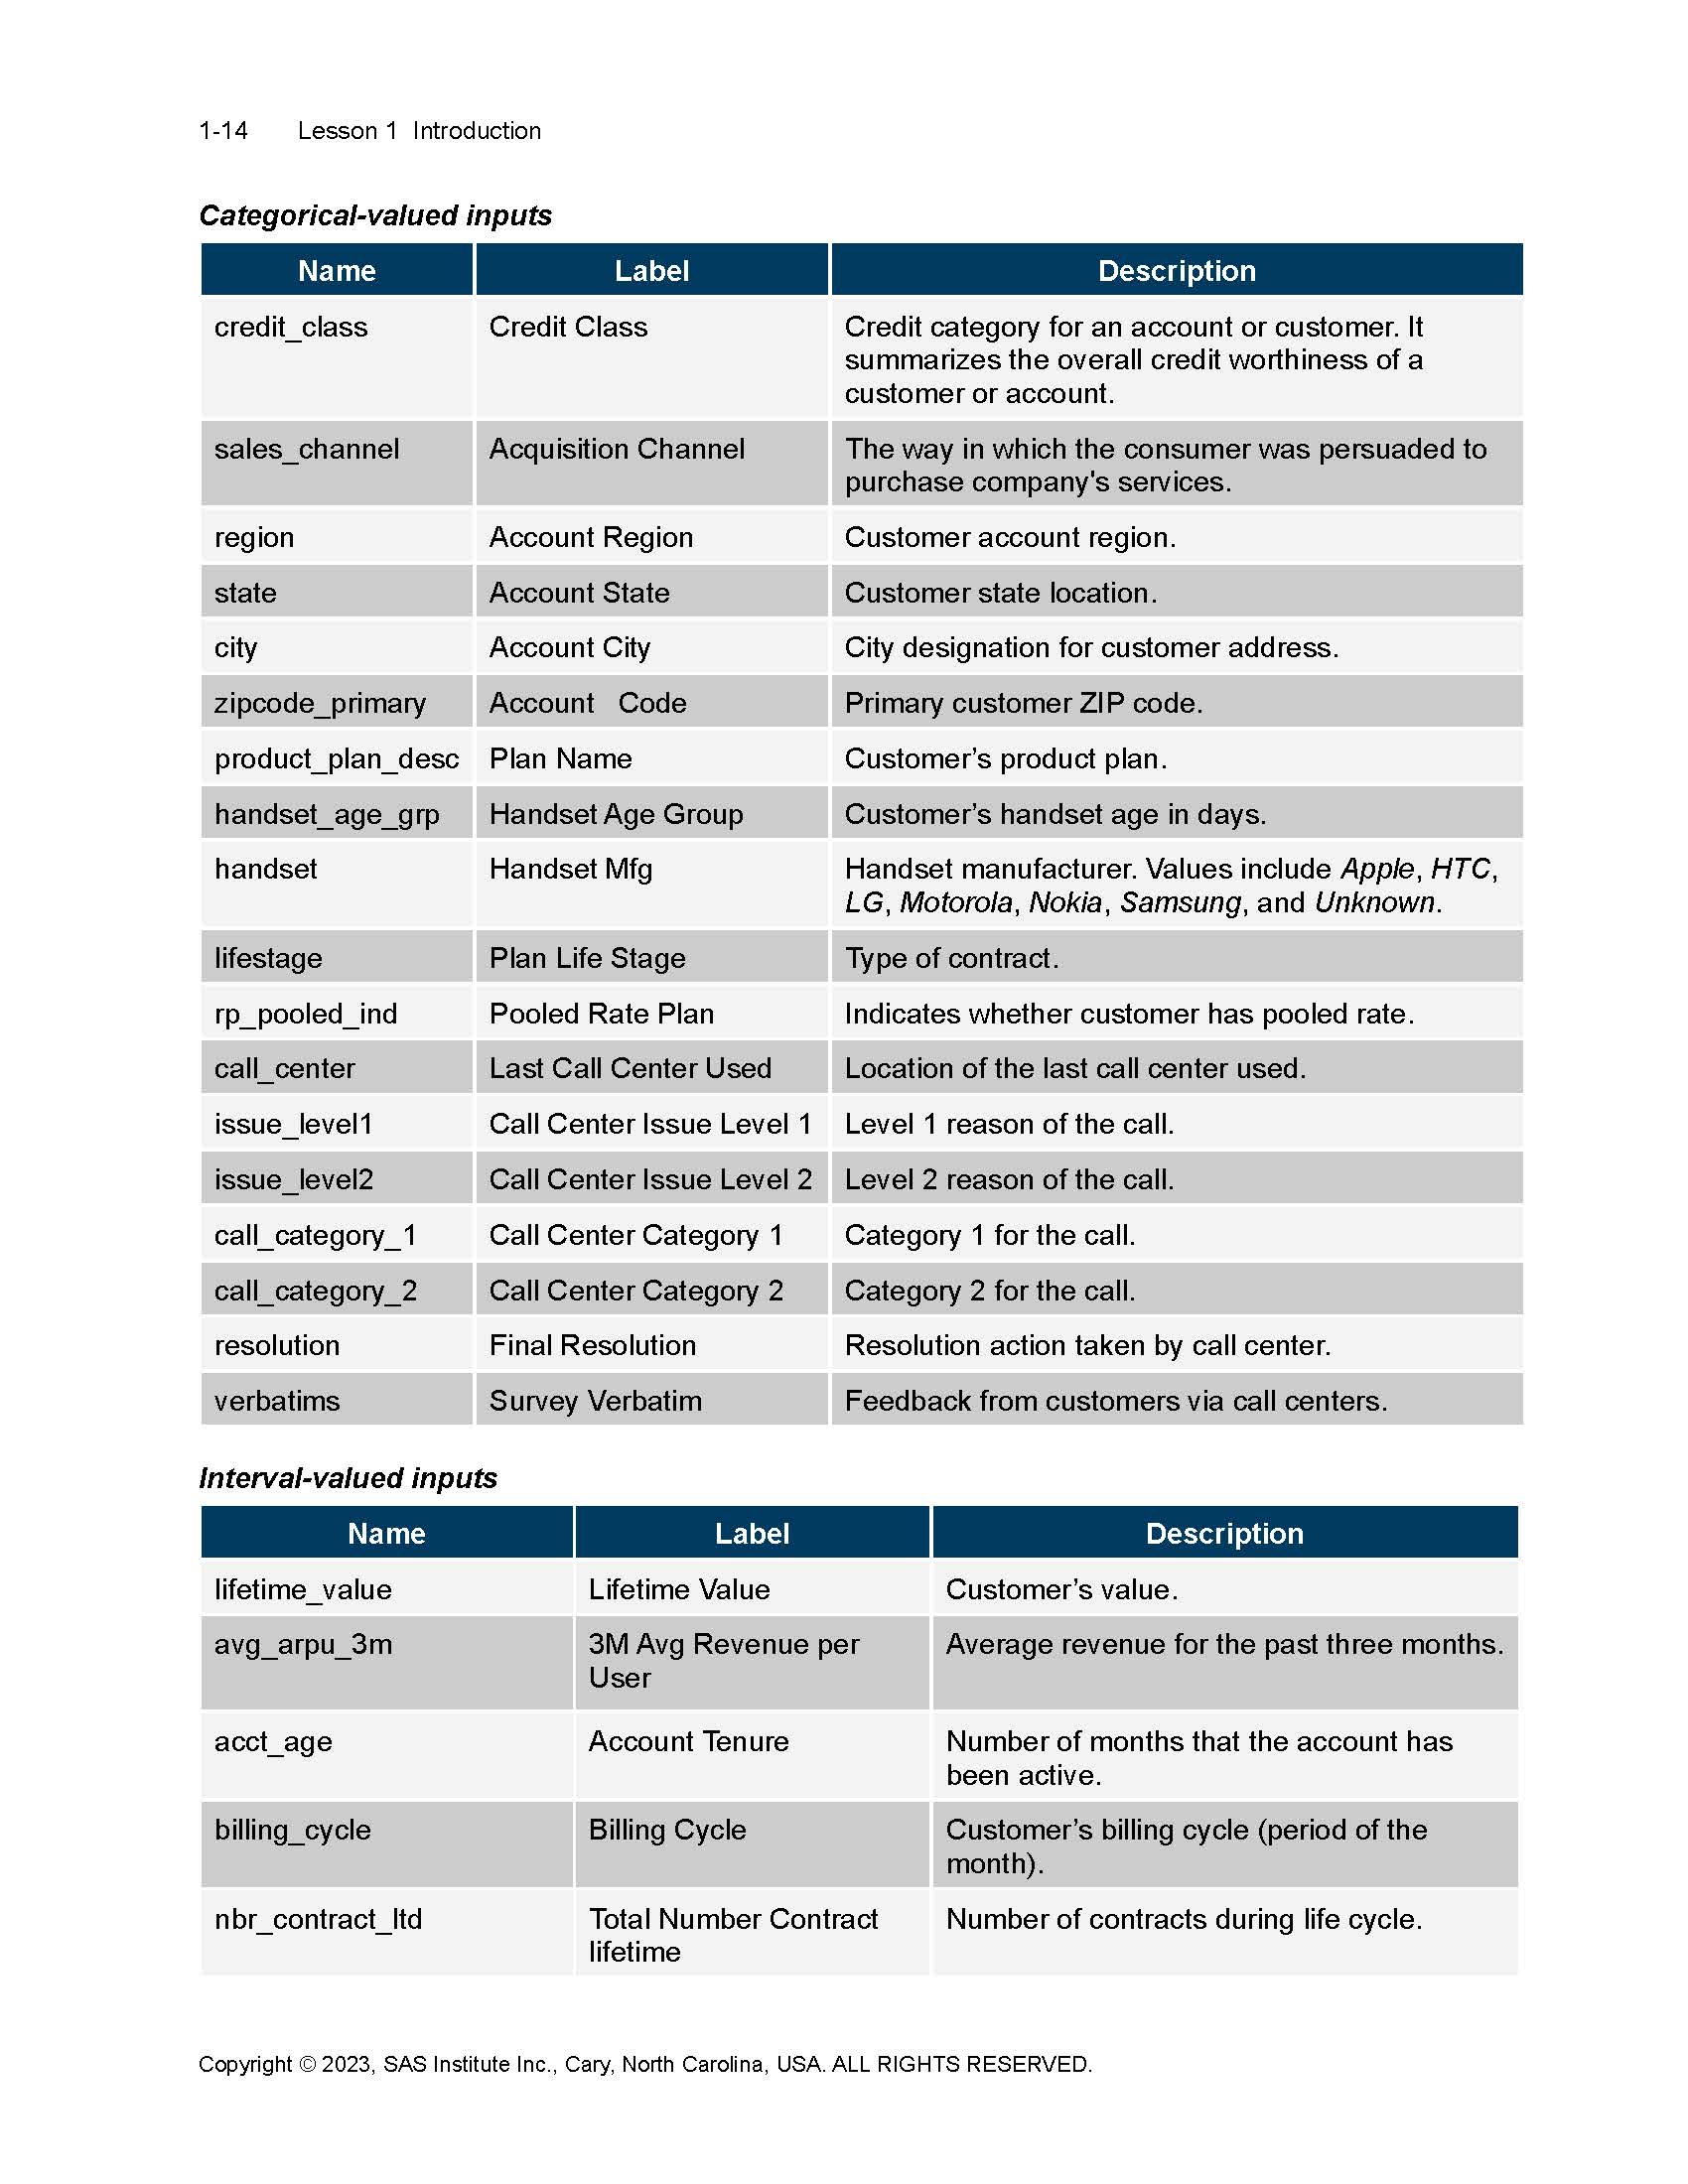 1-14 Lesson 1 Introduction
Categorical-valued inputs
Name Label Description
credit_class Credit Class Credit category for an account or customer. It
summarizes the overall credit worthiness of a
customer or account.
sales_channel Acquisition Channel The way in which the consumer was persuaded to
purchase company's services.
region Account Region Customer account region.
state Account State Customer state location.
city Account City City designation for customer address.
zipcode_primary Account Code Primary customer ZIP code.
product_plan_desc Plan Name Customer’s product plan.
handset_age_grp Handset Age Group Customer’s handset age in days.
handset Handset Mfg Handset manufacturer. Values include Apple, HTC,
LG, Motorola, Nokia, Samsung, and Unknown.
lifestage Plan Life Stage Type of contract.
rp_pooled_ind Pooled Rate Plan Indicates whether customer has pooled rate.
call_center Last Call Center Used Location of the last call center used.
issue_level1 Call Center Issue Level 1 Level 1 reason of the call.
issue_level2 Call Center Issue Level 2 Level 2 reason of the call.
call_category_1 Call Center Category 1 Category 1 for the call.
call_category_2 Call Center Category 2 Category 2 for the call.
resolution Final Resolution Resolution action taken by call center.
verbatims Survey Verbatim Feedback from customers via call centers.
Interval-valued inputs
Name Label Description
lifetime_value Lifetime Value Customer’s value.
avg_arpu_3m 3M Avg Revenue per Average revenue for the past three months.
User
acct_age Account Tenure Number of months that the account has
been active.
billing_cycle Billing Cycle Customer’s billing cycle (period of the
month).
nbr_contract_ltd Total Number Contract Number of contracts during life cycle.
lifetime
Copyright © 2023, SAS Institute Inc., Cary, North Carolina, USA. ALL RIGHTS RESERVED.